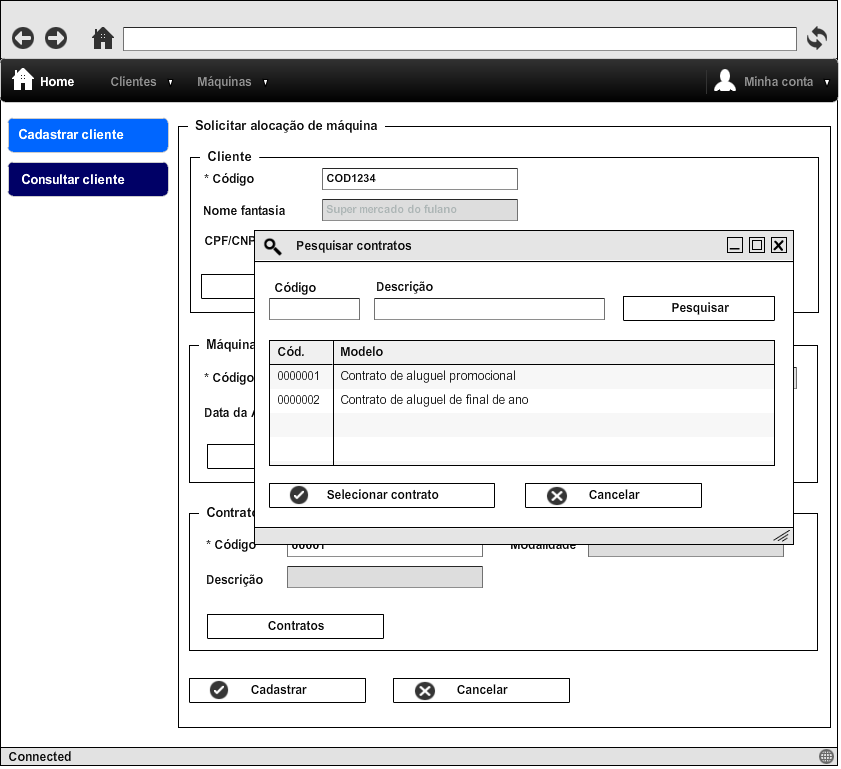 Home Clientes Máquinas Minha conta
Cadastrar cliente
Consultar cliente
Solicitar alocação de máquina
Cliente
* Código COD1234
Nome fantasia Super mercado do fulano
CPF/CNP
Pesquisar contratos
Código Descrição
Pesquisar
Cód. Modelo
0000001 Contrato de aluguel promocional
0000002 Contrato de aluguel de final de ano
Selecionar contrato Cancelar
Máquina
* Código
Data da
Contrato
* Código 00001 Modalidade
Descrição
Contratos
Cadastrar Cancelar
Connected